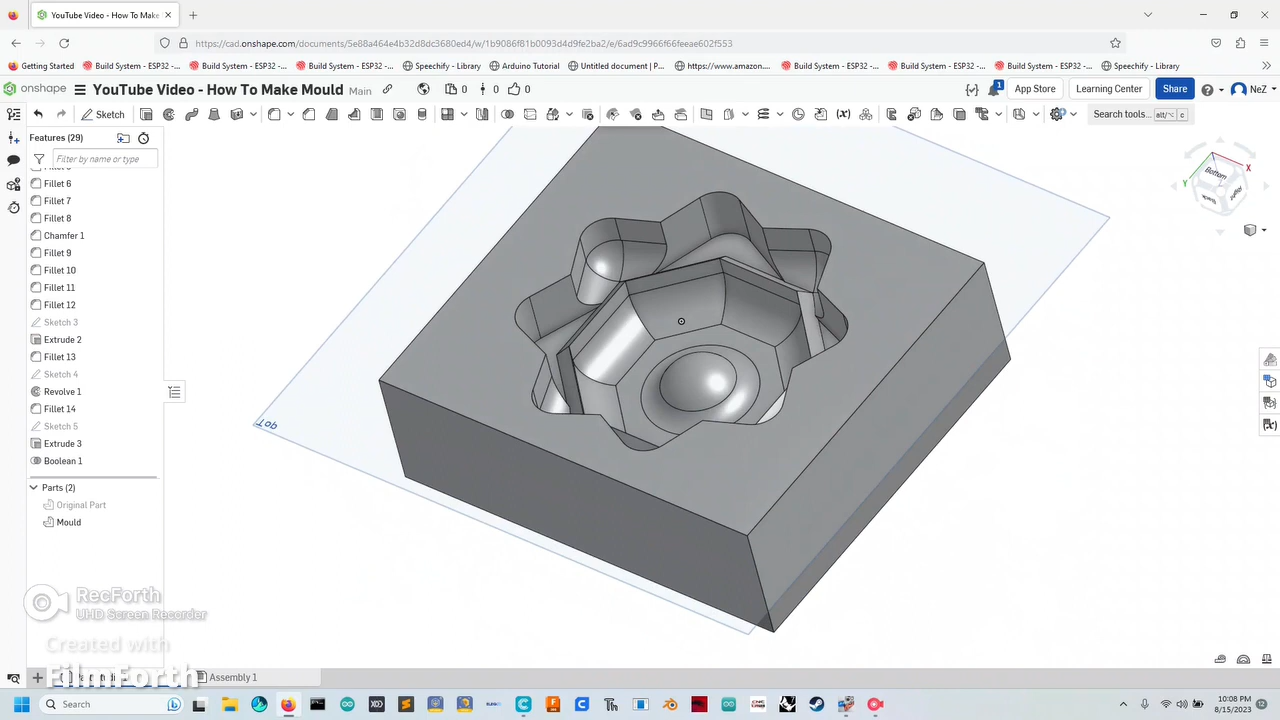 YouTube Video - How To Make
https://cad.onshape.com/documents/5e88a464e4b32d8dc3680ed4/w/1b9086f81b0093d4d9fe2ba2/e/6ad9c9966f66feeae602f553
Getting Started
Build System - ESP32 -...
Build System - ESP32 -...
Build System - ESP32 -...
Speechify - Library
Arduino Tutorial
Untitled document | P...
https://www.amazon....
Build System - ESP32 -...
Build System - ESP32 -...
Build System - ESP32 -...
Speechify - Library
onshape
YouTube Video - How To Make Mould
Main
0
0
0
1
App Store
Learning Center
Share
NeZ
Sketch
Search tools...
alt/⌥
c
Features (29)
Filter by name or type
Fillet 6
Fillet 7
Fillet 8
Chamfer 1
Fillet 9
Fillet 10
Fillet 11
Fillet 12
Sketch 3
Extrude 2
Fillet 13
Sketch 4
Revolve 1
Fillet 14
Sketch 5
Extrude 3
Boolean 1
Parts (2)
Original Part
Mould
Top
Bottom
Back
Right
X
Y
RecForth
UHD Screen Recorder
Created with
FilmForth
Assembly 1
Search
10:08 PM
8/15/2023